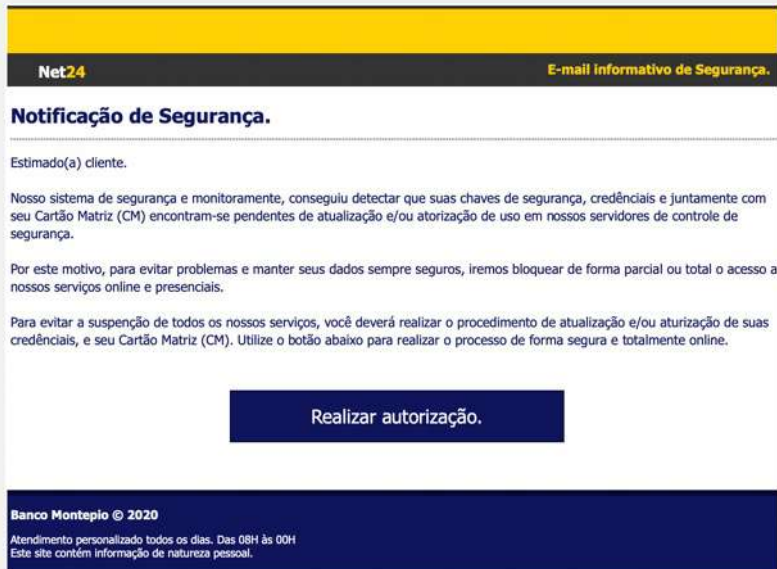 Net24
E-mail informativo de Segurança.
Notificação de Segurança.
Estimado(a) cliente.
Nosso sistema de segurança e monitoramente, conseguiu detectar que suas chaves de segurança, credênciais e juntamente com
seu Cartão Matriz (CM) encontram-se pendentes de atualização e/ou atorização de uso em nossos servidores de controle de
segurança.
Por este motivo, para evitar problemas e manter seus dados sempre seguros, iremos bloquear de forma parcial ou total o acesso a
nossos serviços online e presenciais.
Para evitar a suspenção de todos os nossos serviços, você deverá realizar o procedimento de atualização e/ou aturização de suas
credênciais, e seu Cartão Matriz (CM). Utilize o botão abaixo para realizar o processo de forma segura e totalmente online.
Realizar autorização.
Banco Montepio © 2020
Atendimento personalizado todos os dias. Das 08H às 00H
Este site contém informação de natureza pessoal.